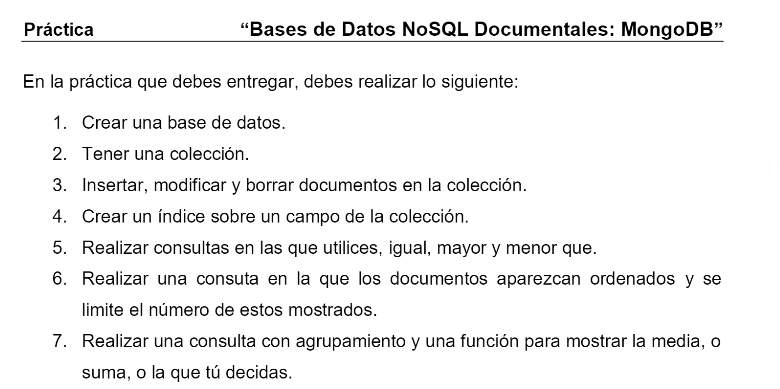 Práctica “Bases de Datos NoSQL Documentales: MongoDB”
En la práctica que debes entregar, debes realizar lo siguiente:
1. Crear una base de datos.
2. Tener una colección.
3. Insertar, modificar y borrar documentos en la colección.
4. Crear un índice sobre un campo de la colección.
5. Realizar consultas en las que utilices, igual, mayor y menor que.
6. Realizar una consuta en la que los documentos aparezcan ordenados y se
limite el número de estos mostrados.
7. Realizar una consulta con agrupamiento y una función para mostrar la media, o
suma, o la que tú decidas.